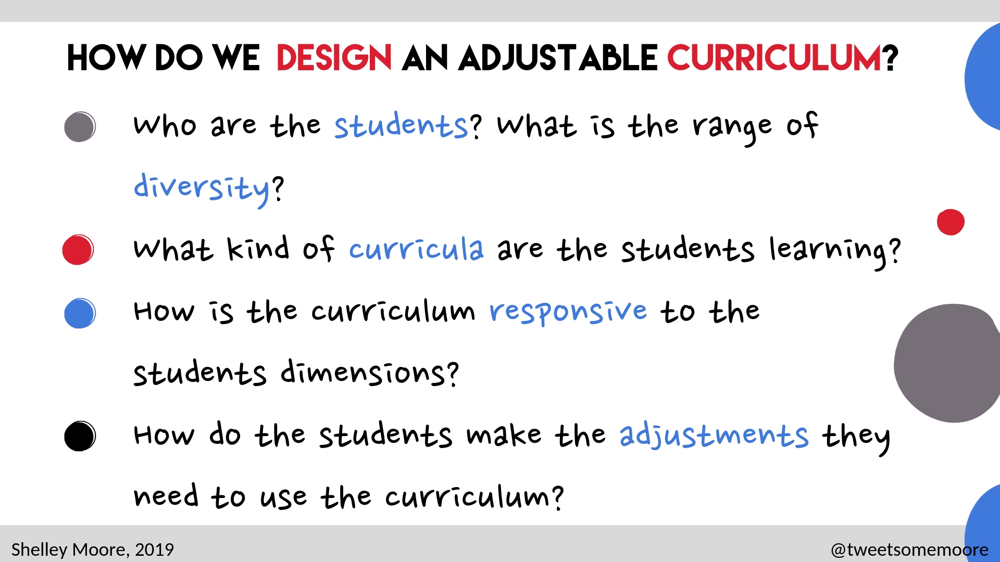 HOW DO WE DESIGN AN ADJUSTABLE CURRICULUM?
Who are the students? What is the range of
diversity?
What kind of curricula are the students learning?
How is the curriculum responsive to the
students dimensions?
How do the students make the adjustments they
need to use the curriculum?
Shelley Moore, 2019
@tweetsomemoore